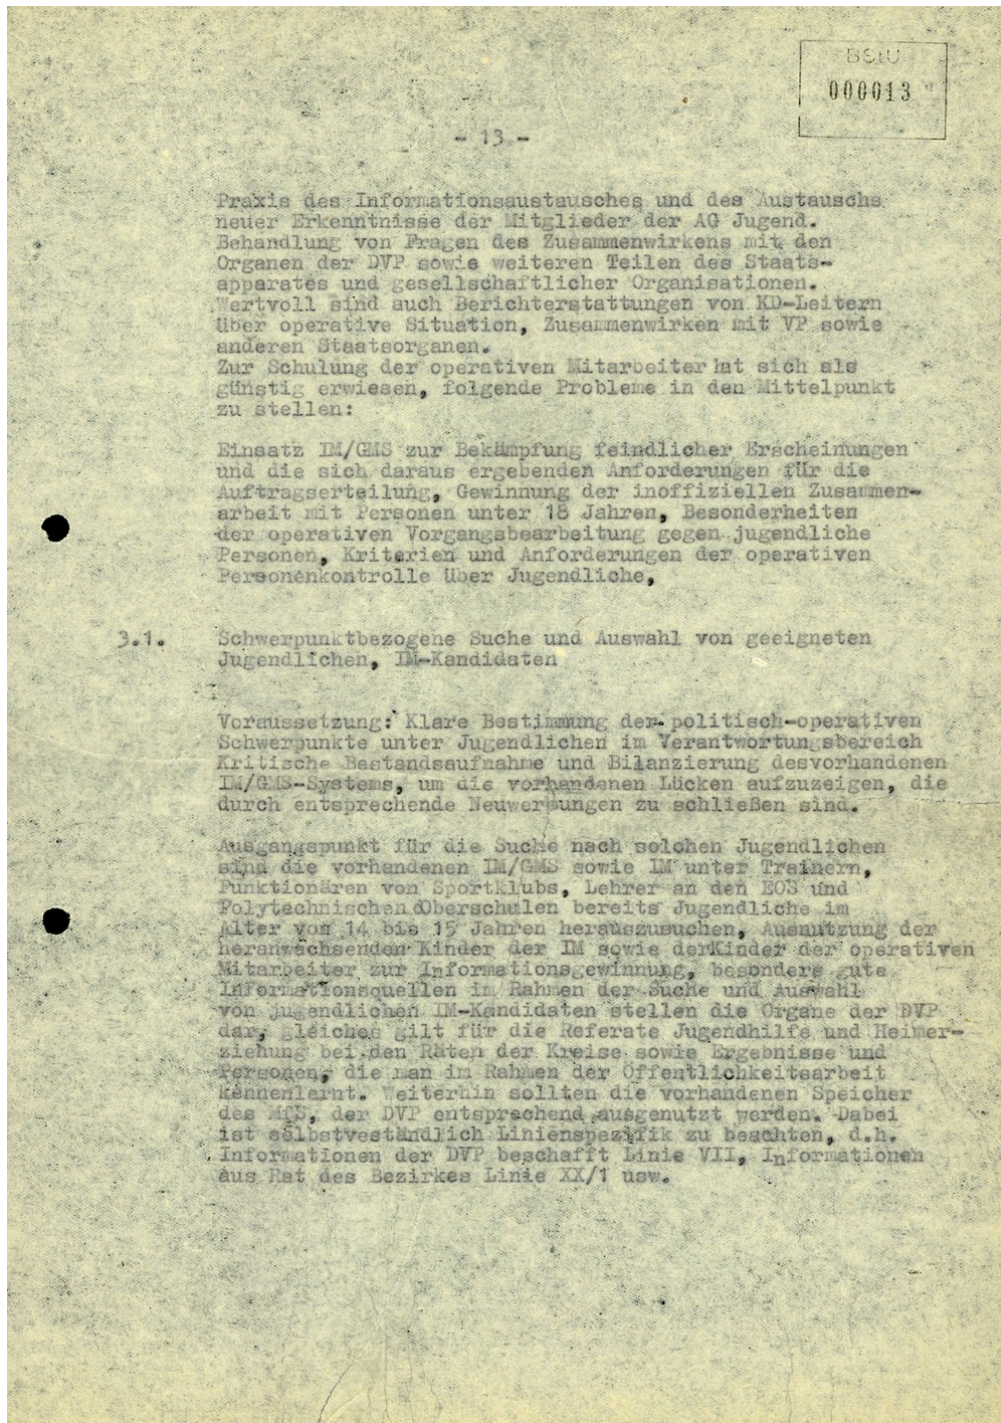 BStU
000013
- 13 -
Praxis des Informationsaustausches und des Austauschs
neuer Erkenntnisse der Mitglieder der AG Jugend.
Behandlung von Fragen des Zusammenwirkens mit den
Organen der DVP sowie weiteren Teilen des Staats-
apparates und gesellschaftlicher Organisationen.
Wertvoll sind auch Berichterstattungen von KD-Leitern
über operative Situation, Zusammenwirken mit VP sowie
anderen Staatsorganen.
Zur Schulung der operativen Mitarbeiter hat sich als
günstig erwiesen, folgende Probleme in den Mittelpunkt
zu stellen:
Einsatz IM/GMS zur Bekämpfung feindlicher Erscheinungen
und die sich daraus ergebenden Anforderungen für die
Auftragserteilung, Gewinnung der inoffiziellen Zusammen-
arbeit mit Personen unter 18 Jahren, Besonderheiten
der operativen Vorgangsbearbeitung gegen jugendliche
Personen, Kriterien und Anforderungen der operativen
Personenkontrolle über Jugendliche,
3.1. Schwerpunktbezogene Suche und Auswahl von geeigneten
Jugendlichen, IM-Kandidaten
Voraussetzung: Klare Bestimmung der politisch-operativen
Schwerpunkte unter Jugendlichen im Verantwortungsbereich
Kritische Bestandsaufnahme und Bilanzierung desvorhandenen
IM/GMS-Systems, um die vorhandenen Lücken aufzuzeigen, die
durch entsprechende Neuwerbungen zu schließen sind.
Ausgangspunkt für die Suche nach solchen Jugendlichen
sind die vorhandenen IM/GMS sowie IM unter Trainern,
Funktionären von Sportklubs, Lehrer an den EOS und
Polytechnischen Oberschulen bereits Jugendliche im
Alter von 14 bis 15 Jahren herauszusuchen, Ausnutzung der
heranwachsenden Kinder der IM sowie derKinder der operativen
Mitarbeiter zur Informationsgewinnung, besonders gute
Informationsquellen im Rahmen der Suche und Auswahl
von jugendlichen IM-Kandidaten stellen die Organe der DVP
dar, gleiches gilt für die Referate Jugendhilfe und Heimer-
ziehung bei den Räten der Kreise sowie Ergebnisse und
Personen, die man im Rahmen der Öffentlichkeitsarbeit
kennenlernt. Weiterhin sollten die vorhandenen Speicher
des MfS, der DVP entsprechend ausgenutzt werden. Dabei
ist selbstveständlich Linienspezifik zu beachten, d.h.
Informationen der DVP beschafft Linie VII, Informationen
aus Rat des Bezirkes Linie XX/1 usw.